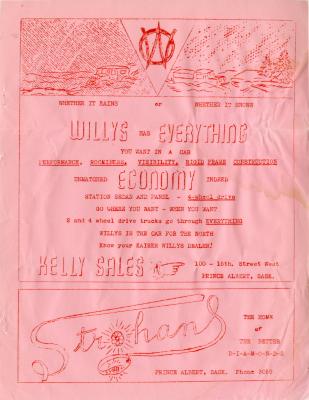 WHETHER IT RAINS or WHETHER IT SNOWS
WILLYS HAS EVERYTHING
YOU WANT IN A CAR
PERFORMANCE, ROOMINESS, VISIBILITY, RIGID FRAME CONSTRUCTION
UNMATCHED ECONOMY INDEED
STATION SEDAN AND PANEL - 4-wheel drive
GO WHERE YOU WANT - WHEN YOU WANT
2 and 4 wheel drive trucks go through EVERYTHING
WILLYS IS THE CAR FOR THE NORTH
Know your KAISER WILLYS DEALER!
KELLY SALES 100 - 15th. Street West
PRINCE ALBERT, SASK.
Strohans
THE HOME
of
THE BETTER
D-I-A-M-O-N-D-S
PRINCE ALBERT, SASK. Phone